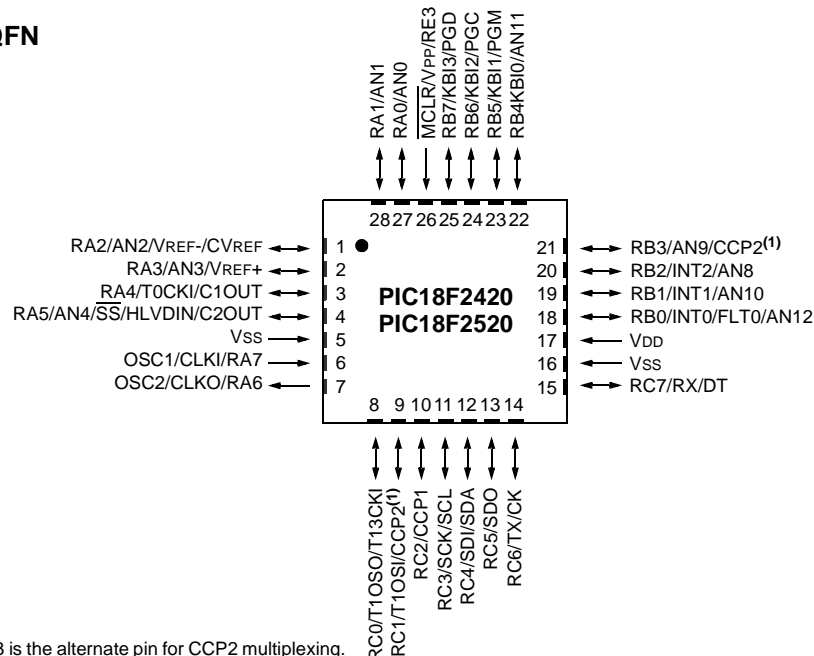 QFN
RA1/AN1
RA0/AN0
MCLR/VPP/RE3
RB7/KBI3/PGD
RB6/KBI2/PGC
RB5/KBI1/PGM
RB4KBI0/AN11
28 27 26 25 24 23 22
RA2/AN2/VREF-/CVREF 1
RA3/AN3/VREF+ 2
RA4/T0CKI/C1OUT 3
RA5/AN4/SS/HLVDIN/C2OUT 4
VSS 5
OSC1/CLKI/RA7 6
OSC2/CLKO/RA6 7
PIC18F2420
PIC18F2520
21 RB3/AN9/CCP2(1)
20 RB2/INT2/AN8
19 RB1/INT1/AN10
18 RB0/INT0/FLT0/AN12
17 VDD
16 VSS
15 RC7/RX/DT
8 9 10 11 12 13 14
RC0/T1OSO/T13CKI
RC1/T1OSI/CCP2(1)
RC2/CCP1
RC3/SCK/SCL
RC4/SDI/SDA
RC5/SDO
RC6/TX/CK
is the alternate pin for CCP2 multiplexing.